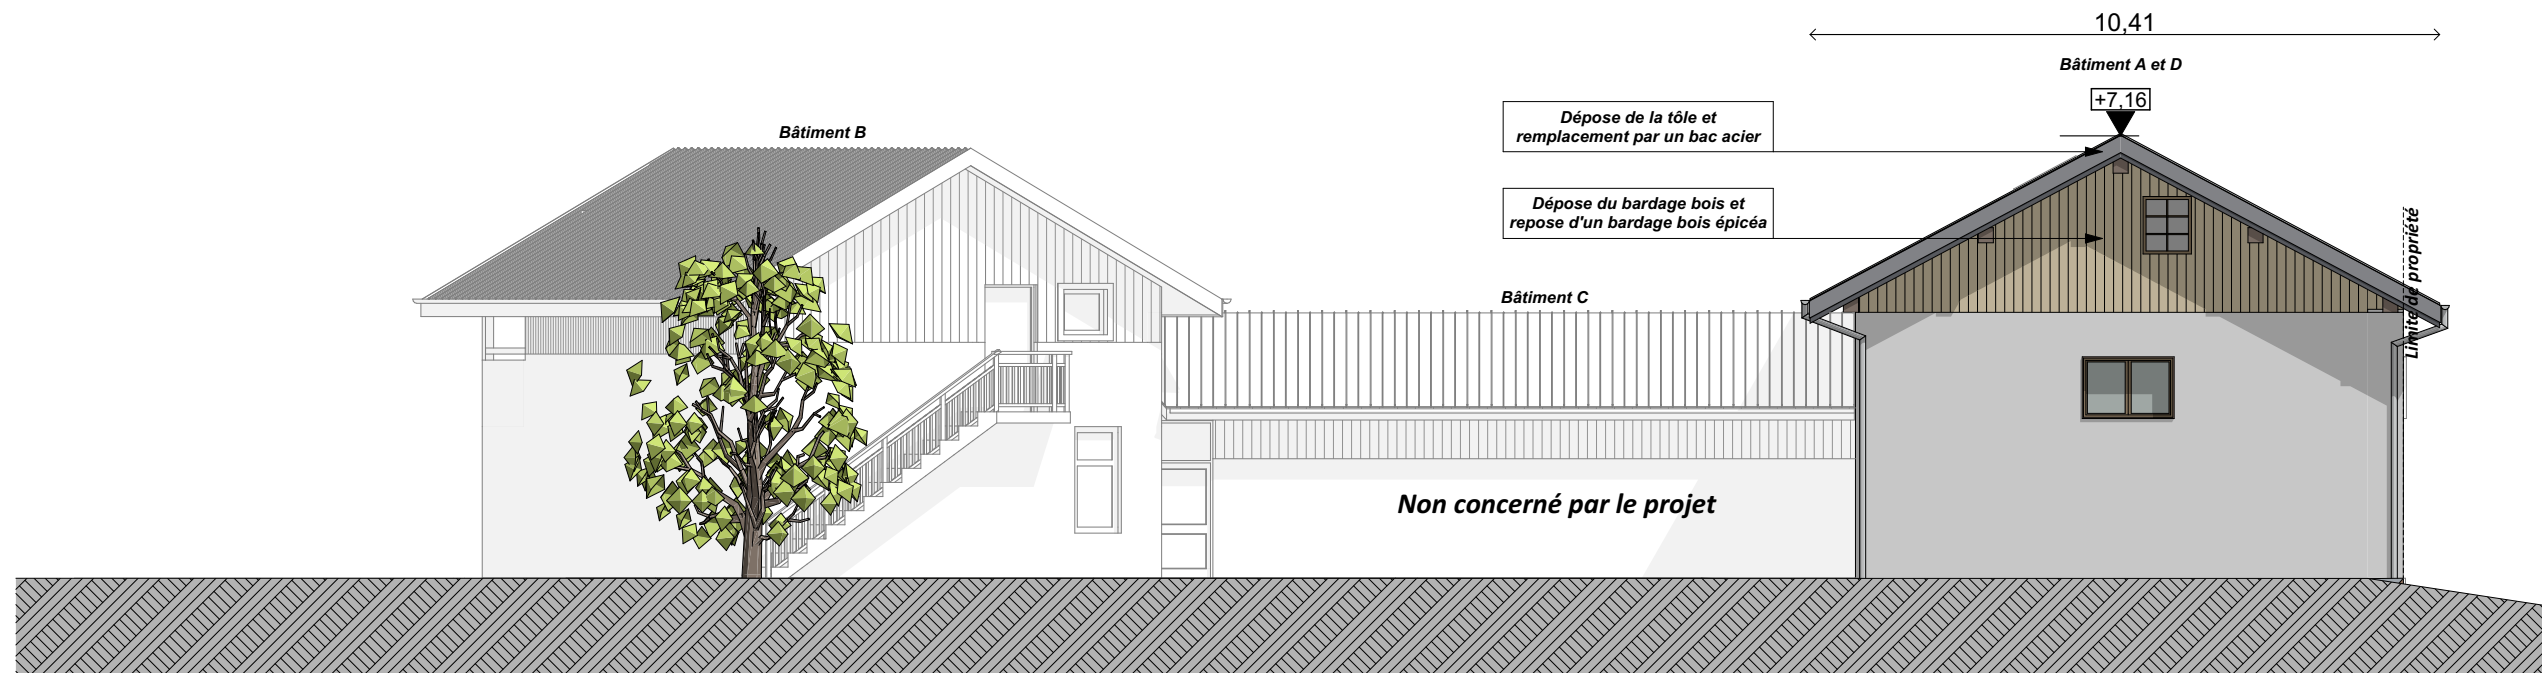 10,41
Bâtiment A et D
+7,16
Dépose de la tôle et
remplacement par un bac acier
Bâtiment B
Dépose du bardage bois et
repose d'un bardage bois épicéa
Limite de propriété
Bâtiment C
Non concerné par le projet